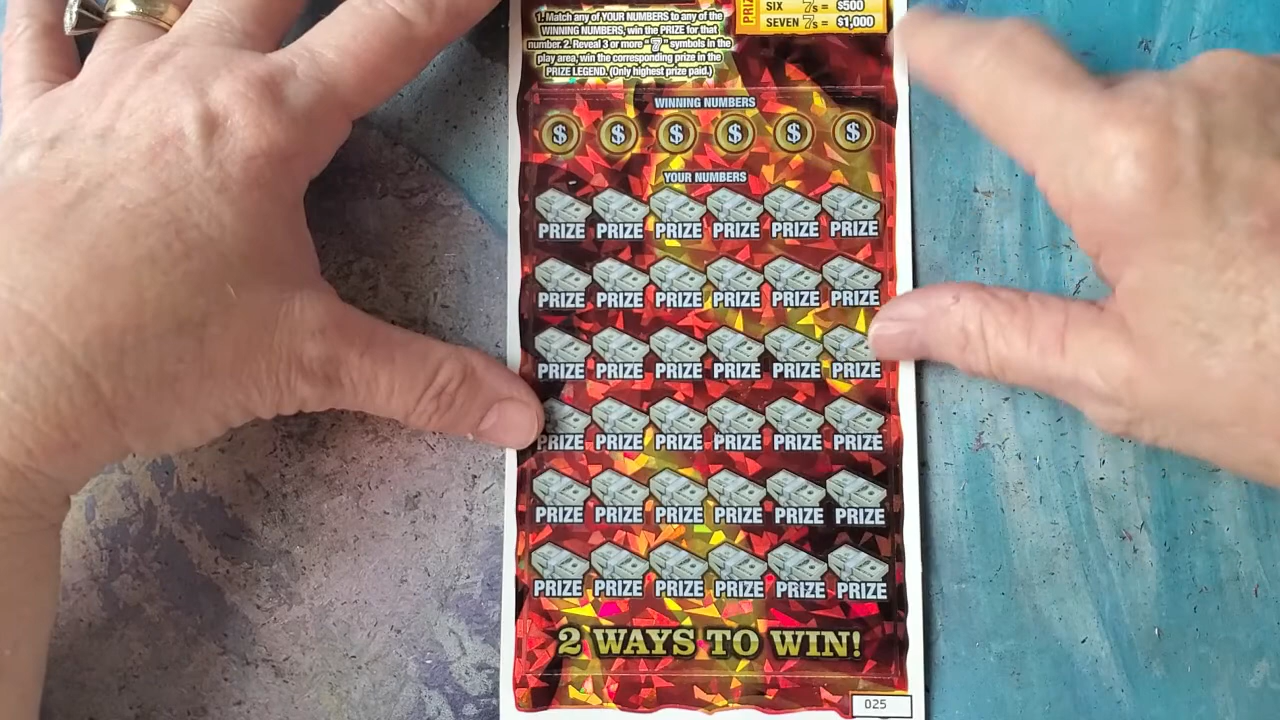 1. Match any of YOUR NUMBERS to any of the
WINNING NUMBERS, win the PRIZE for that
number. 2. Reveal 3 or more "7" symbols in the
play area, win the corresponding prize in the
PRIZE LEGEND. (Only highest prize paid.)
SIX 7s = $500
SEVEN 7s = $1,000
WINNING NUMBERS
$ $ $ $ $ $
YOUR NUMBERS
PRIZE PRIZE PRIZE PRIZE PRIZE PRIZE
PRIZE PRIZE PRIZE PRIZE PRIZE PRIZE
PRIZE PRIZE PRIZE PRIZE PRIZE PRIZE
PRIZE PRIZE PRIZE PRIZE PRIZE PRIZE
PRIZE PRIZE PRIZE PRIZE PRIZE PRIZE
PRIZE PRIZE PRIZE PRIZE PRIZE PRIZE
2 WAYS TO WIN!
025